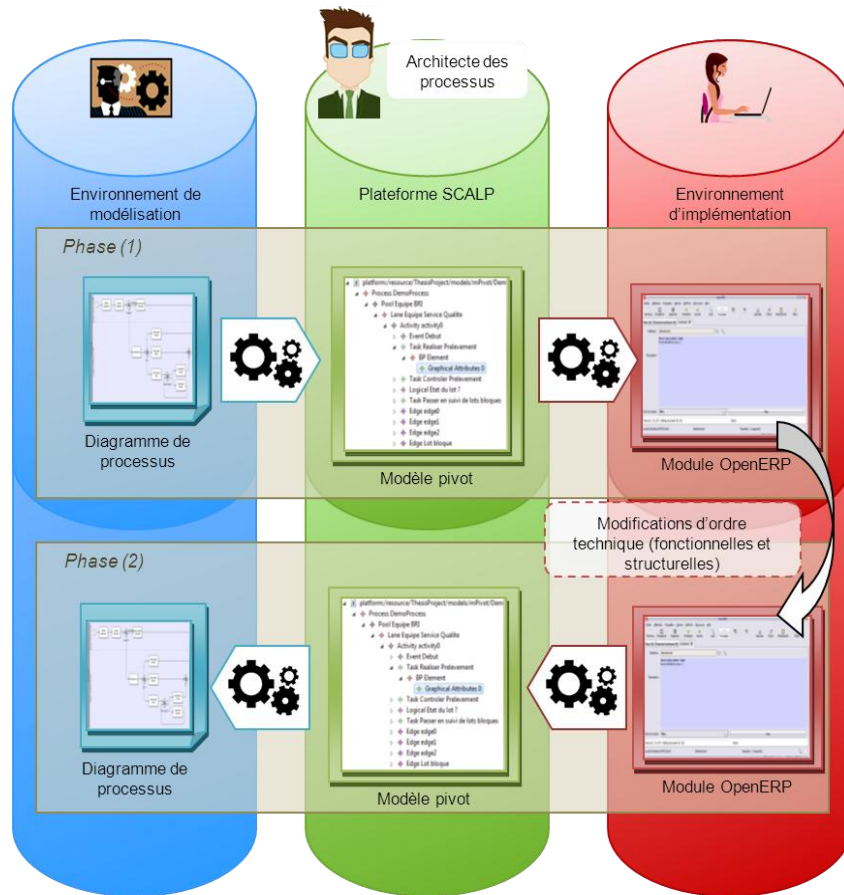 Architecte des
processus
Environnement de
modélisation
Plateforme SCALP
Environnement
d'implémentation
Phase (1)
platform:/resource/ThesisProject/models/mPivot/Dem
Process DemoProcess
Pool Equipe BRI
Lane Equipe Service Qualite
Activity activity0
Event Debut
Task Realiser Prelevement
BP Element
Graphical Attributes 0
Task Controler Prelevement
Logical Etat du lot ?
Task Passer en suivi de lots bloques
Edge edge0
Edge edge1
Edge edge2
Edge Lot bloque
Diagramme de
processus
Modèle pivot
Module OpenERP
Modifications d'ordre
technique (fonctionnelles et
structurelles)
Phase (2)
platform:/resource/ThesisProject/models/mPivot/Dem
Process DemoProcess
Pool Equipe BRI
Lane Equipe Service Qualite
Activity activity0
Event Debut
Task Realiser Prelevement
BP Element
Graphical Attributes 0
Task Controler Prelevement
Logical Etat du lot ?
Task Passer en suivi de lots bloques
Edge edge0
Edge edge1
Edge edge2
Edge Lot bloque
Diagramme de
processus
Modèle pivot
Module OpenERP